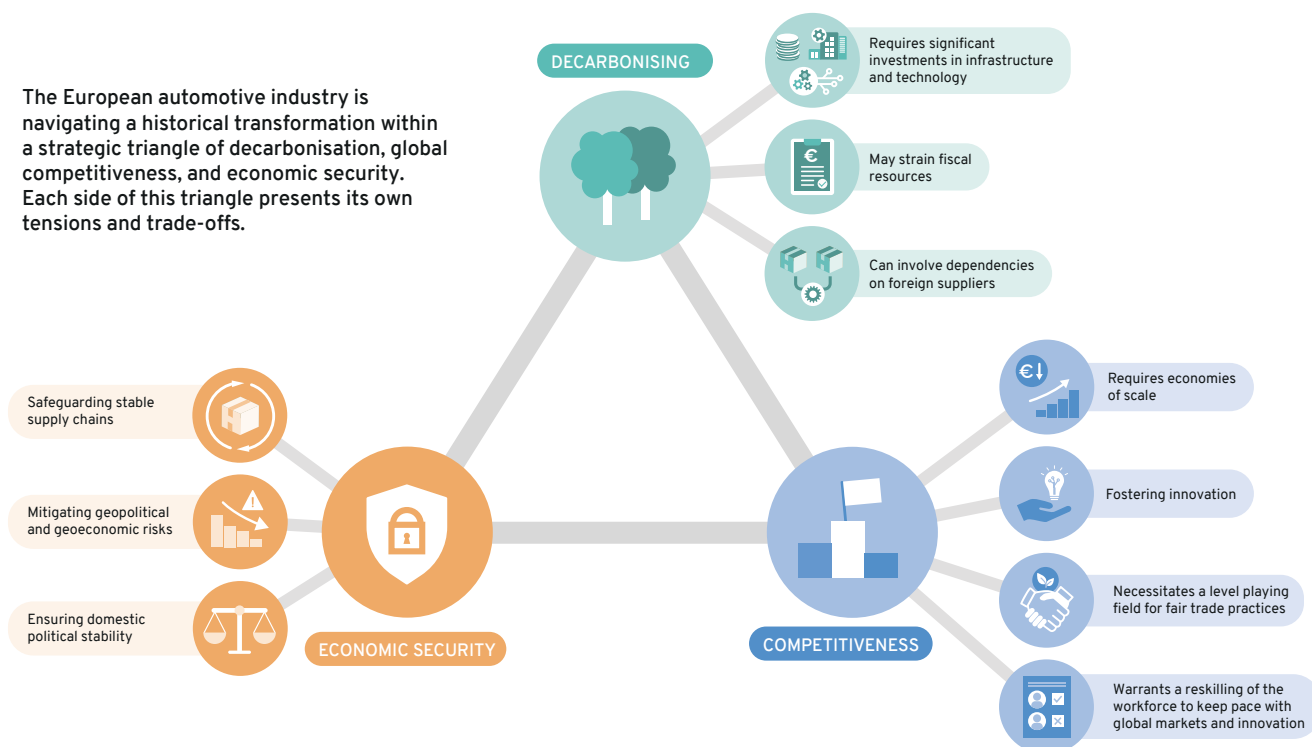 The European automotive industry is
navigating a historical transformation within
a strategic triangle of decarbonisation, global
competitiveness, and economic security.
Each side of this triangle presents its own
tensions and trade-offs.
DECARBONISING
Requires significant
investments in infrastructure
and technology
€
May strain fiscal
resources
Can involve dependencies
on foreign suppliers
Safeguarding stable
supply chains
!
Mitigating geopolitical
and geoeconomic risks
Ensuring domestic
political stability
ECONOMIC SECURITY
COMPETITIVENESS
€
Requires economies
of scale
Fostering innovation
Necessitates a level playing
field for fair trade practices
Warrants a reskilling of the
workforce to keep pace with
global markets and innovation